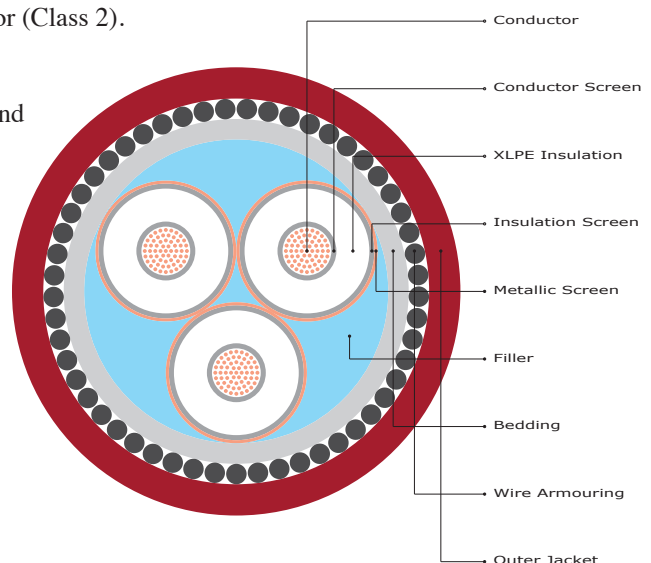 or (Class 2).
Conductor
Conductor Screen
nd
XLPE Insulation
Insulation Screen
Metallic Screen
Filler
Bedding
Wire Armouring
Outer Jacket